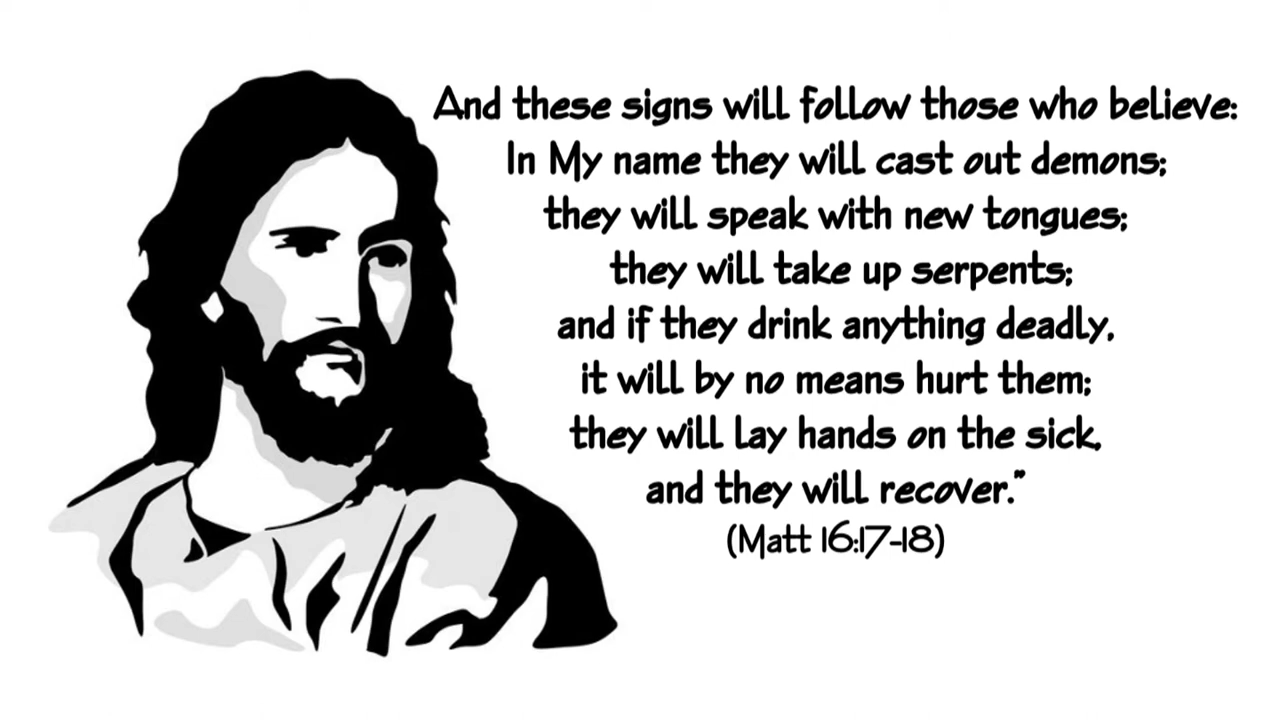 And these signs will follow those who believe:
In My name they will cast out demons;
they will speak with new tongues;
they will take up serpents;
and if they drink anything deadly,
it will by no means hurt them;
they will lay hands on the sick,
and they will recover.”
(Matt 16:17-18)